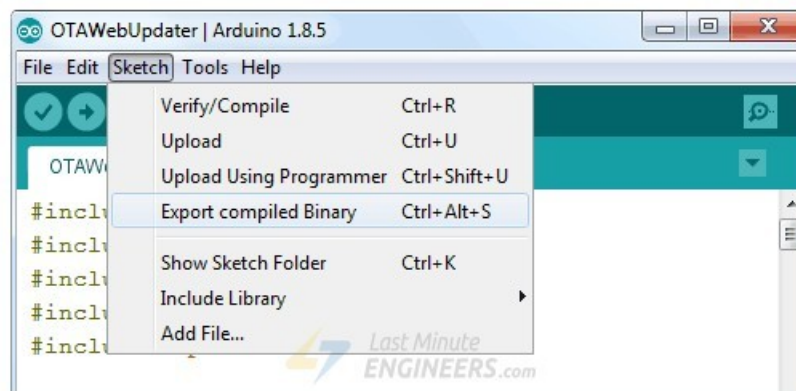 OTAWebUpdater | Arduino 1.8.5
File Edit Sketch Tools Help
Verify/Compile Ctrl+R
Upload Ctrl+U
OTAW
Upload Using Programmer Ctrl+Shift+U
#inclu
Export compiled Binary Ctrl+Alt+S
#inclu
Show Sketch Folder Ctrl+K
#inclu
Include Library
#inclu
Add File...
#inclu
Last Minute
ENGINEERS.com